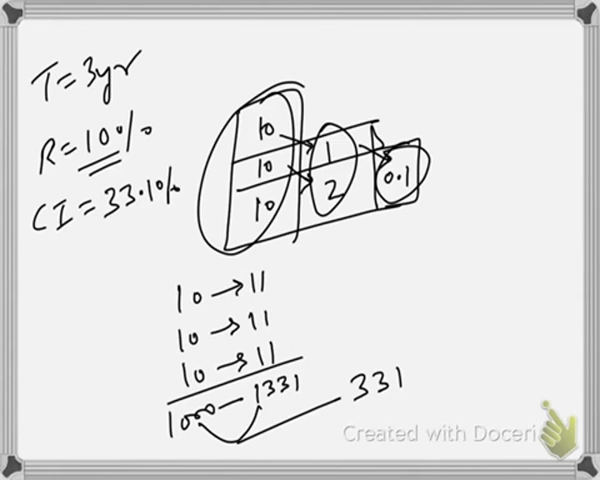 T = 3yr
R = 10%
CI = 33.10%
10
10 1
10 2 0.1
10 → 11
10 → 11
10 → 11
1000 — 1331 331
Created with Doceri